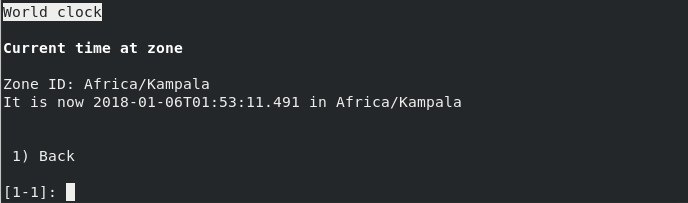 World clock
Current time at zone
Zone ID: Africa/Kampala
It is now 2018-01-06T01:53:11.491 in Africa/Kampala
1) Back
[1-1]: